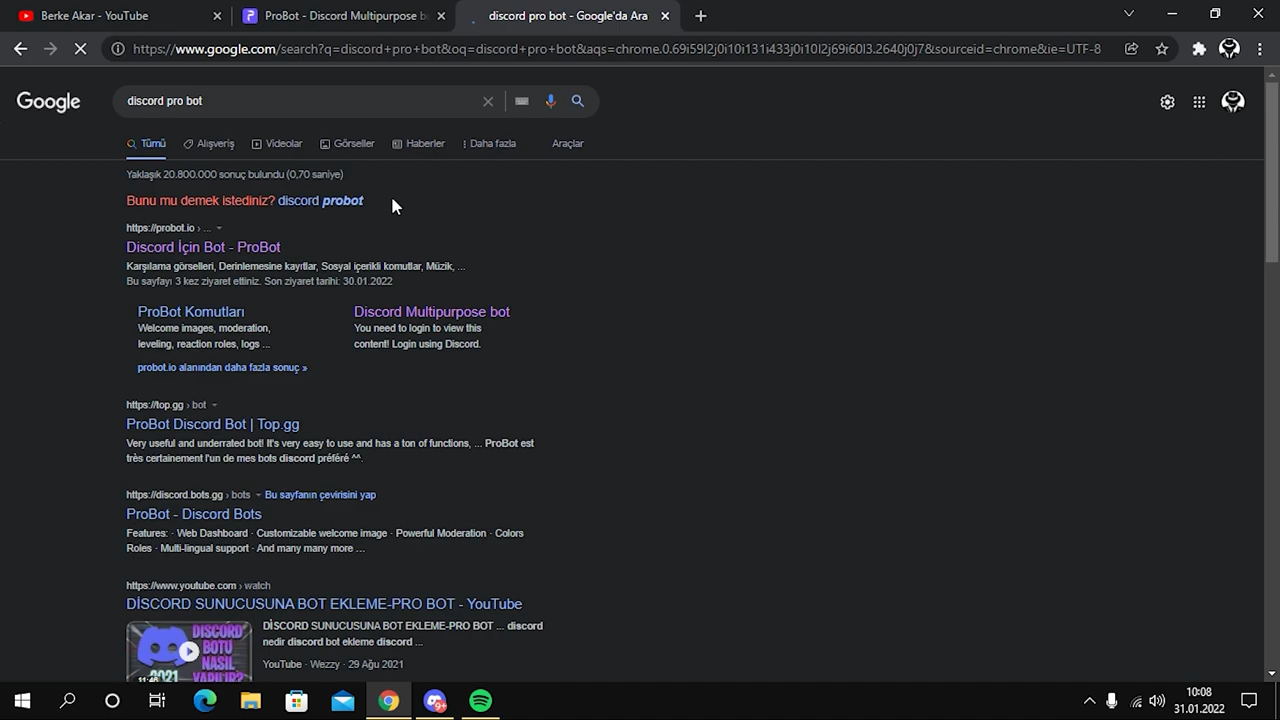 Berke Akar - YouTube
ProBot - Discord Multipurpose b
discord pro bot - Google'da Ara
https://www.google.com/search?q=discord+pro+bot&oq=discord+pro+bot&aqs=chrome.0.69i59l2j0i10i131i433j0i10l2j69i60l3.2640j0j7&sourceid=chrome&ie=UTF-8
Google
discord pro bot
Tümü
Alışveriş
Videolar
Görseller
Haberler
Daha fazla
Araçlar
Yaklaşık 20.800.000 sonuç bulundu (0,70 saniye)
Bunu mu demek istediniz? discord probot
https://probot.io › ...
Discord İçin Bot - ProBot
Karşılama görselleri, Derinlemesine kayıtlar, Sosyal içerikli komutlar, Müzik, ...
Bu sayfayı 3 kez ziyaret ettiniz. Son ziyaret tarihi: 30.01.2022
ProBot Komutları
Welcome images, moderation,
leveling, reaction roles, logs ...
Discord Multipurpose bot
You need to login to view this
content! Login using Discord.
probot.io alanından daha fazla sonuç »
https://top.gg › bot
ProBot Discord Bot | Top.gg
Very useful and underrated bot! It's very easy to use and has a ton of functions, ... ProBot est
très certainement l'un de mes bots discord préféré ^^.
https://discord.bots.gg › bots
Bu sayfanın çevirisini yap
ProBot - Discord Bots
Features: · Web Dashboard · Customizable welcome image · Powerful Moderation · Colors
Roles · Multi-lingual support · And many many more ...
https://www.youtube.com › watch
DİSCORD SUNUCUSUNA BOT EKLEME-PRO BOT - YouTube
DİSCORD SUNUCUSUNA BOT EKLEME-PRO BOT ... discord
nedir discord bot ekleme discord ...
YouTube · Wezzy · 29 Ağu 2021
DISCORD
BOTU
NASIL
YAPILIR?
2021
11:46
9+
10:08
31.01.2022